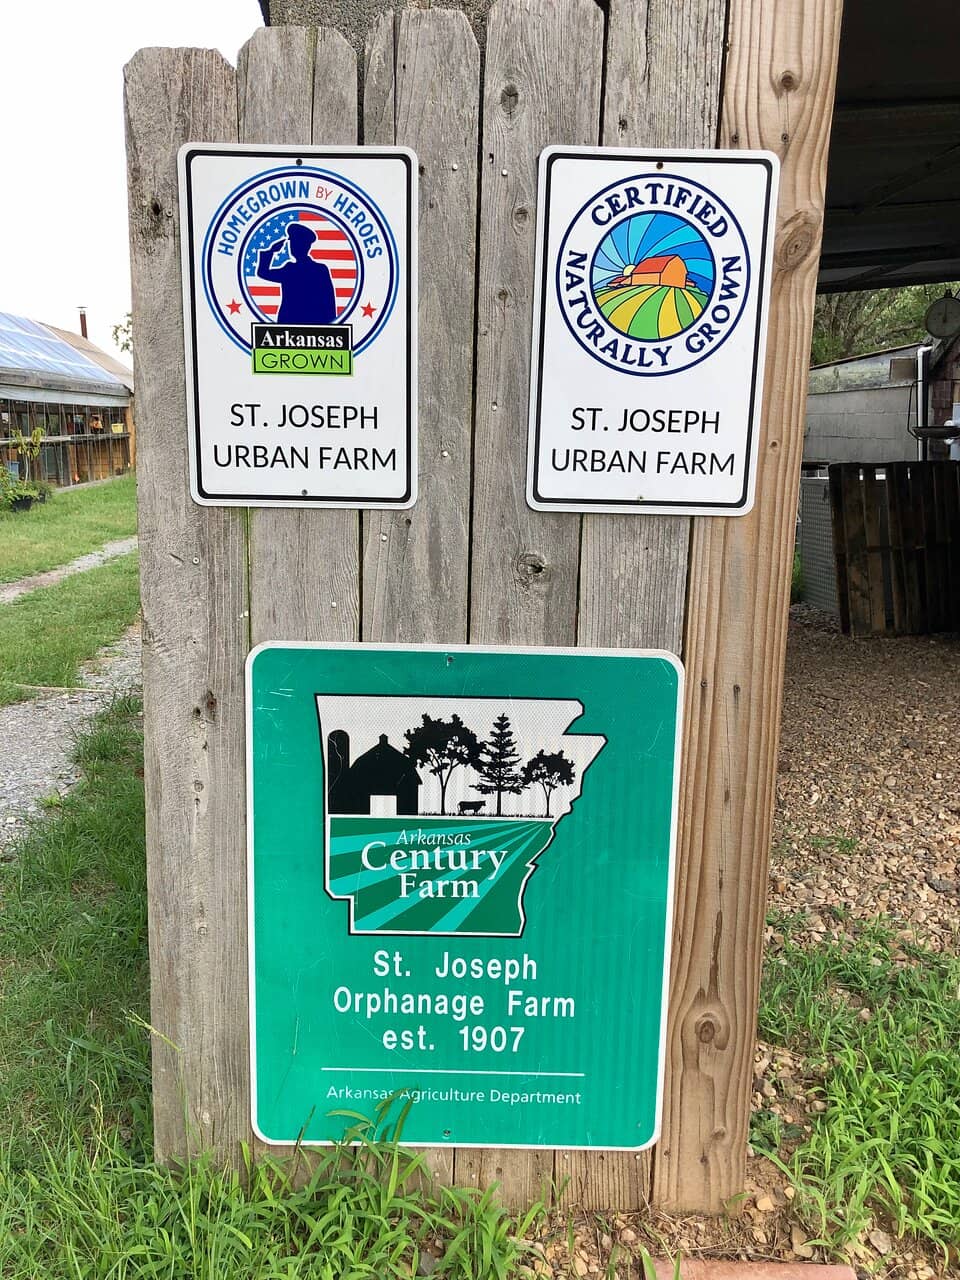 HOMEGROWN BY HEROES
Arkansas
GROWN
ST. JOSEPH
URBAN FARM
CERTIFIED
NATURALLY GROWN
ST. JOSEPH
URBAN FARM
Arkansas
Century
Farm
St. Joseph
Orphanage Farm
est. 1907
Arkansas Agriculture Department